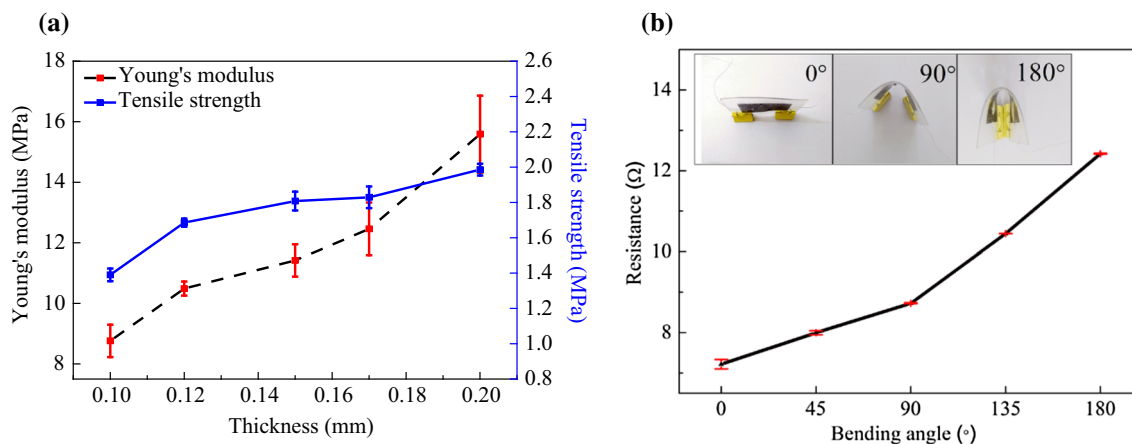 (a)
Young's modulus
Tensile strength
18
16
14
12
10
8
Young's modulus (MPa)
2.6
2.4
2.2
2.0
1.8
1.6
1.4
1.2
1.0
0.8
Tensile strength (MPa)
0.10 0.12 0.14 0.16 0.18 0.20
Thickness (mm)
(b)
0° 90° 180°
14
12
10
8
Resistance (Ω)
0 45 90 135 180
Bending angle (°)